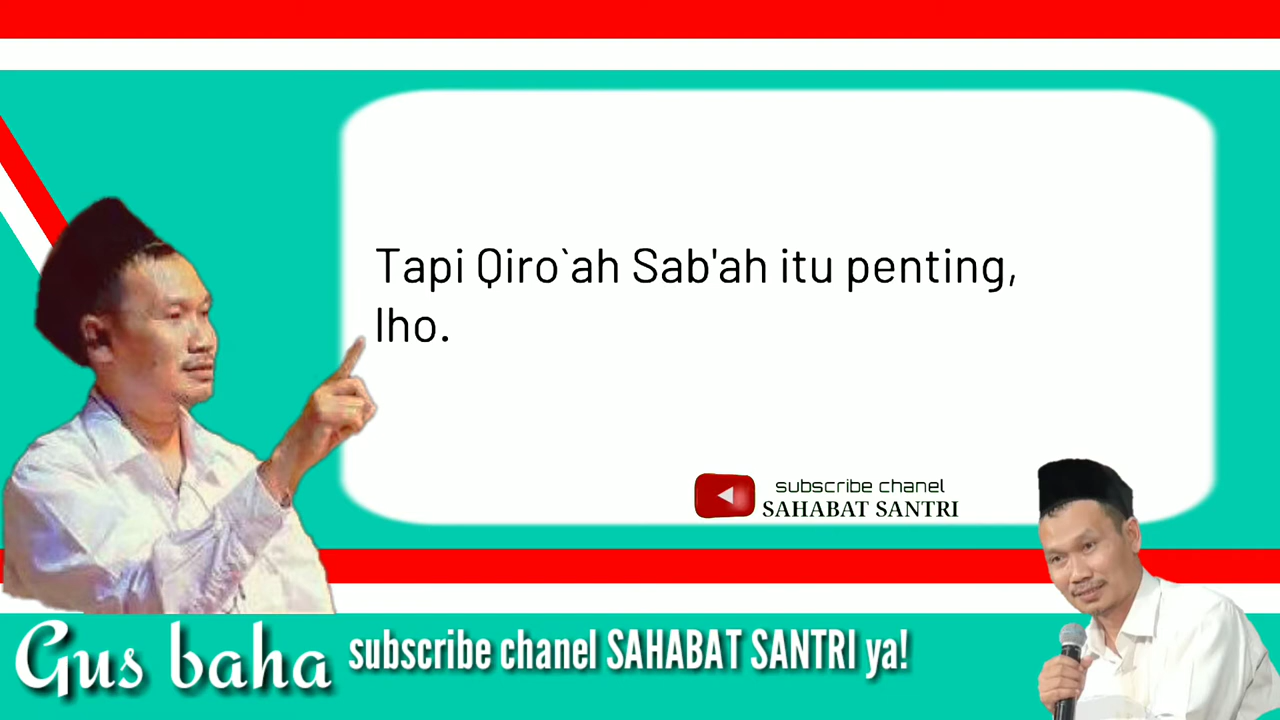 Tapi Qiro`ah Sab'ah itu penting,
lho.
subscribe chanel
SAHABAT SANTRI
Gus baha
subscribe chanel SAHABAT SANTRI ya!